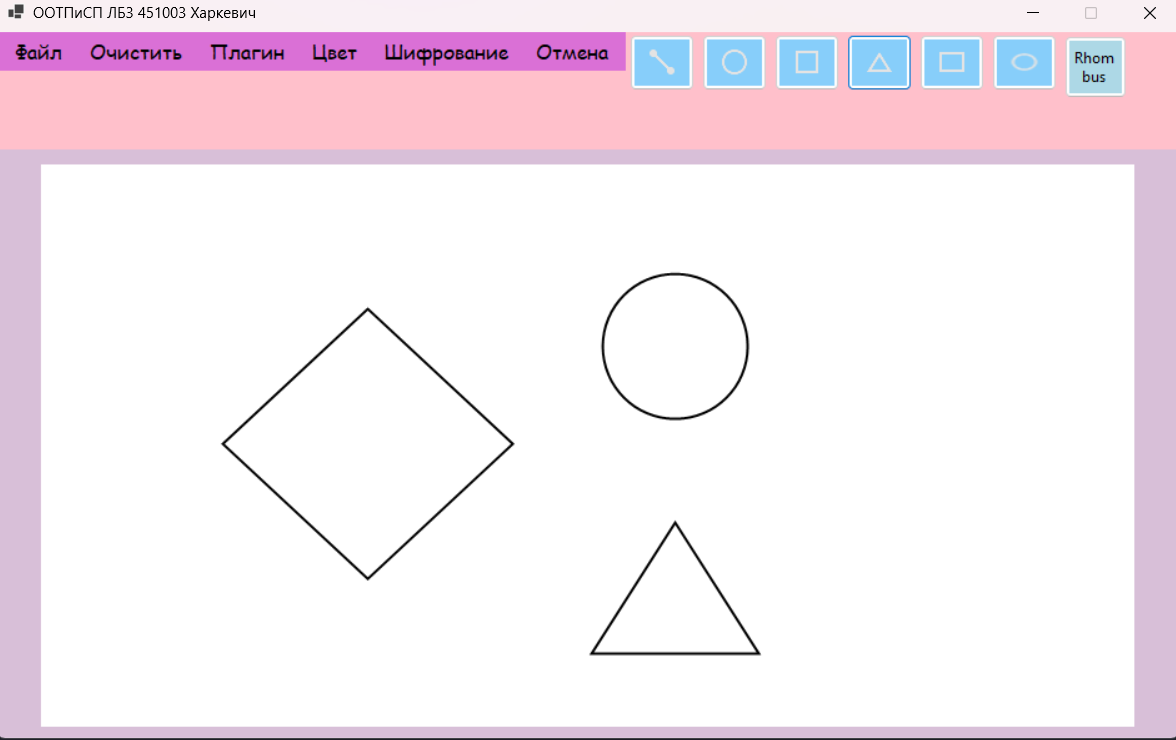 ООТПиСП ЛБ3 451003 Харкевич
Файл Очистить Плагин Цвет Шифрование Отмена
Rhom
bus